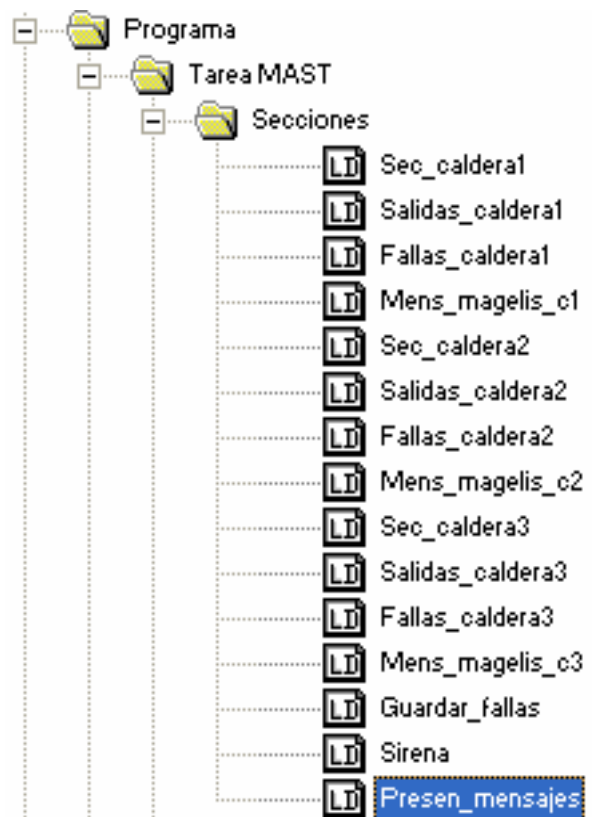 Programa
Tarea MAST
Secciones
LD Sec_caldera1
LD Salidas_caldera1
LD Fallas_caldera1
LD Mens_magelis_c1
LD Sec_caldera2
LD Salidas_caldera2
LD Fallas_caldera2
LD Mens_magelis_c2
LD Sec_caldera3
LD Salidas_caldera3
LD Fallas_caldera3
LD Mens_magelis_c3
LD Guardar_fallas
LD Sirena
LD Presen_mensajes